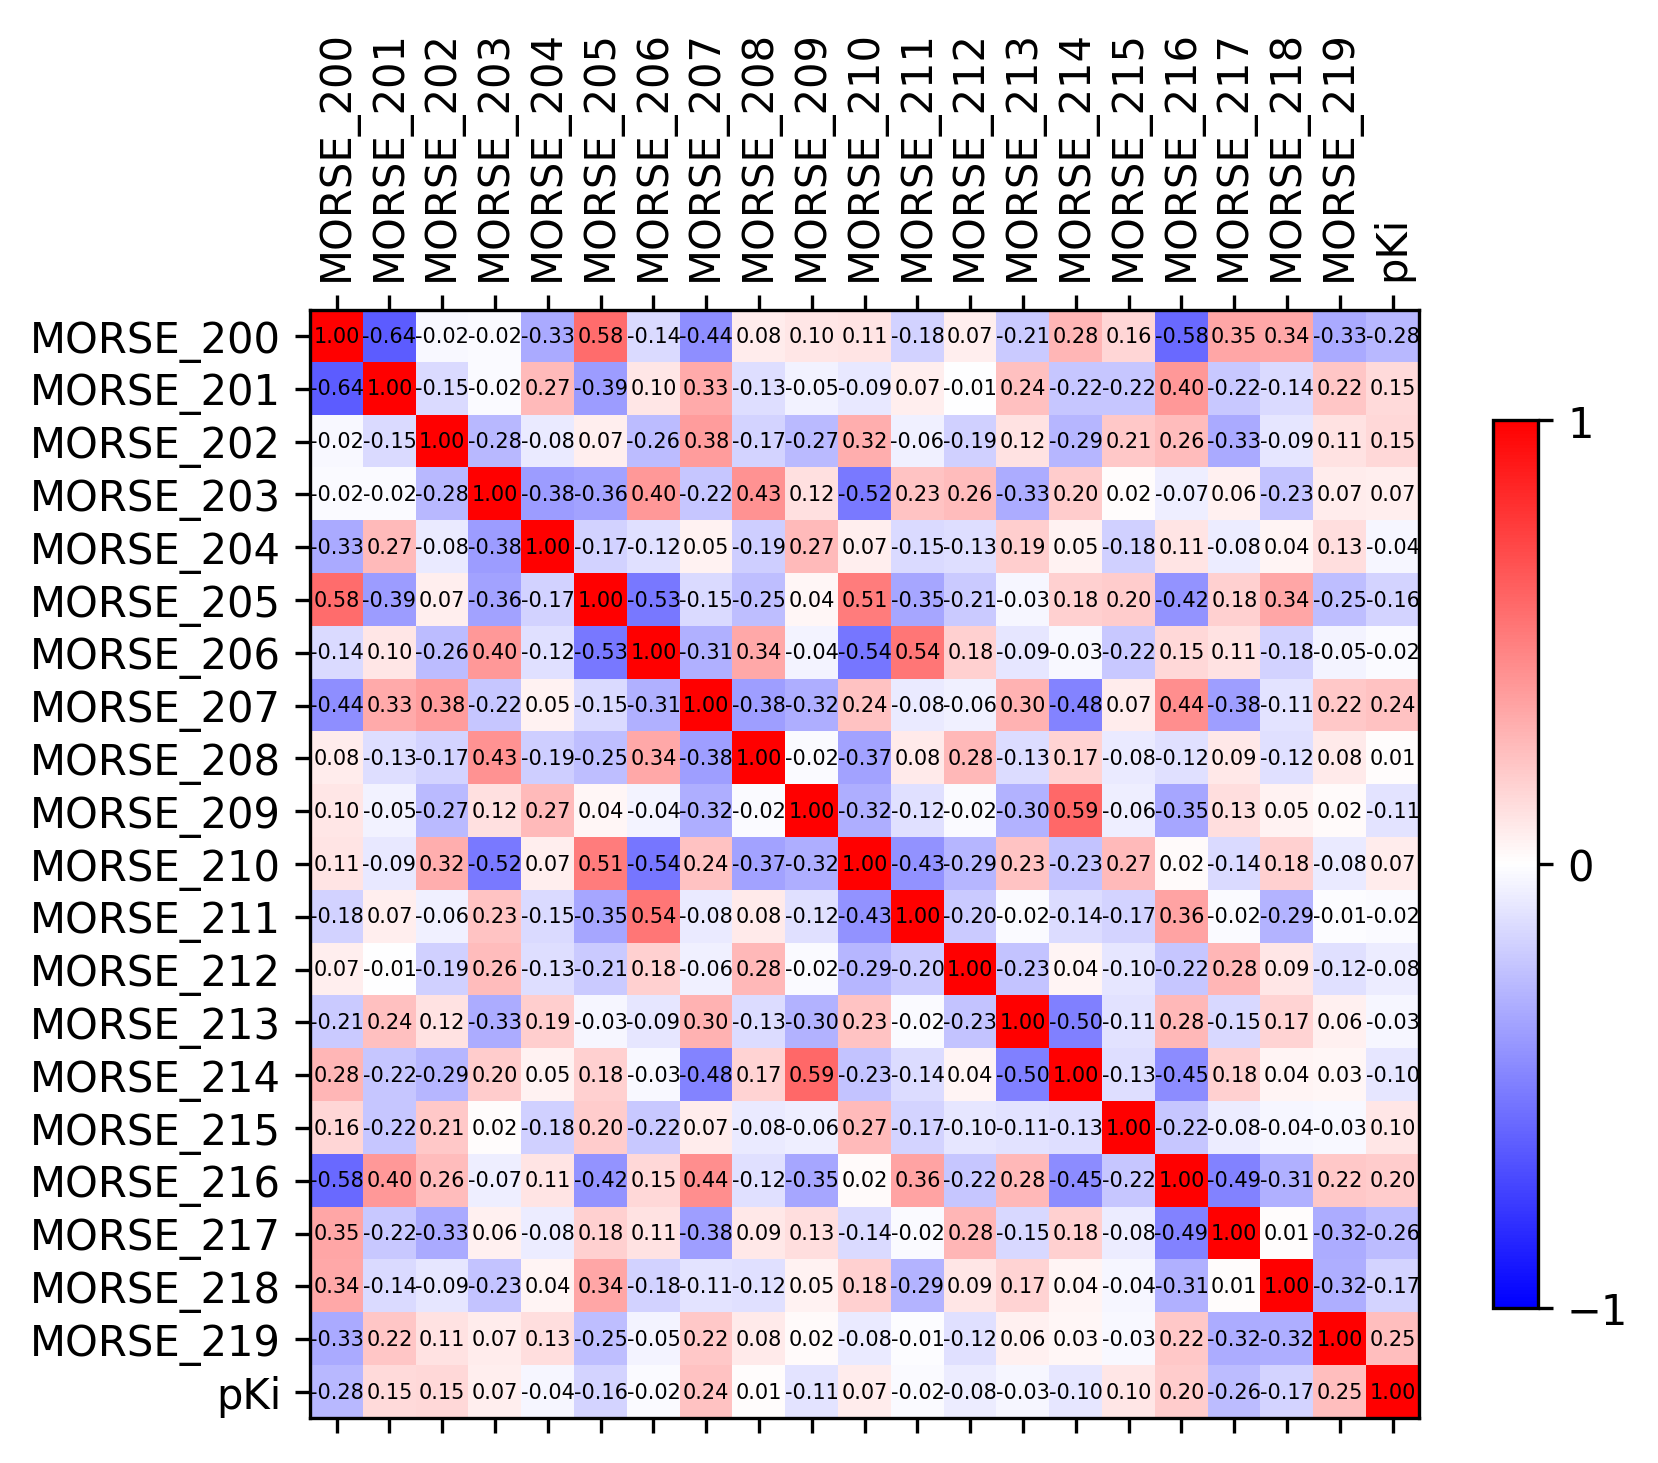 MORSE_200 MORSE_201 MORSE_202 MORSE_203 MORSE_204 MORSE_205 MORSE_206 MORSE_207 MORSE_208 MORSE_209 MORSE_210 MORSE_211 MORSE_212 MORSE_213 MORSE_214 MORSE_215 MORSE_216 MORSE_217 MORSE_218 MORSE_219 pKi
MORSE_200 1.00 -0.64 -0.02 -0.02 -0.33 0.58 -0.14 -0.44 0.08 0.10 0.11 -0.18 0.07 -0.21 0.28 0.16 -0.58 0.35 0.34 -0.33 -0.28
MORSE_201 -0.64 1.00 -0.15 -0.02 0.27 -0.39 0.10 0.33 -0.13 -0.05 -0.09 0.07 -0.01 0.24 -0.22 -0.22 0.40 -0.22 -0.14 0.22 0.15
MORSE_202 -0.02 -0.15 1.00 -0.28 -0.08 0.07 -0.26 0.38 -0.17 -0.27 0.32 -0.06 -0.19 0.12 -0.29 0.21 0.26 -0.33 -0.09 0.11 0.15
MORSE_203 -0.02 -0.02 -0.28 1.00 -0.38 -0.36 0.40 -0.22 0.43 0.12 -0.52 0.23 0.26 -0.33 0.20 0.02 -0.07 0.06 -0.23 0.07 0.07
MORSE_204 -0.33 0.27 -0.08 -0.38 1.00 -0.17 -0.12 0.05 -0.19 0.27 0.07 -0.15 -0.13 0.19 0.05 -0.18 0.11 -0.08 0.04 0.13 -0.04
MORSE_205 0.58 -0.39 0.07 -0.36 -0.17 1.00 -0.53 -0.15 -0.25 0.04 0.51 -0.35 -0.21 -0.03 0.18 0.20 -0.42 0.18 0.34 -0.25 -0.16
MORSE_206 -0.14 0.10 -0.26 0.40 -0.12 -0.53 1.00 -0.31 0.34 -0.04 -0.54 0.54 0.18 -0.09 -0.03 -0.22 0.15 0.11 -0.18 -0.05 -0.02
MORSE_207 -0.44 0.33 0.38 -0.22 0.05 -0.15 -0.31 1.00 -0.38 -0.32 0.24 -0.08 -0.06 0.30 -0.48 0.07 0.44 -0.38 -0.11 0.22 0.24
MORSE_208 0.08 -0.13 -0.17 0.43 -0.19 -0.25 0.34 -0.38 1.00 -0.02 -0.37 0.08 0.28 -0.13 0.17 -0.08 -0.12 0.09 -0.12 0.08 0.01
MORSE_209 0.10 -0.05 -0.27 0.12 0.27 0.04 -0.04 -0.32 -0.02 1.00 -0.32 -0.12 -0.02 -0.30 0.59 -0.06 -0.35 0.13 0.05 0.02 -0.11
MORSE_210 0.11 -0.09 0.32 -0.52 0.07 0.51 -0.54 0.24 -0.37 -0.32 1.00 -0.43 -0.29 0.23 -0.23 0.27 0.02 -0.14 0.18 -0.08 0.07
MORSE_211 -0.18 0.07 -0.06 0.23 -0.15 -0.35 0.54 -0.08 0.08 -0.12 -0.43 1.00 -0.20 -0.02 -0.14 -0.17 0.36 -0.02 -0.29 -0.01 -0.02
MORSE_212 0.07 -0.01 -0.19 0.26 -0.13 -0.21 0.18 -0.06 0.28 -0.02 -0.29 -0.20 1.00 -0.23 0.04 -0.10 -0.22 0.28 0.09 -0.12 -0.08
MORSE_213 -0.21 0.24 0.12 -0.33 0.19 -0.03 -0.09 0.30 -0.13 -0.30 0.23 -0.02 -0.23 1.00 -0.50 -0.11 0.28 -0.15 0.17 0.06 -0.03
MORSE_214 0.28 -0.22 -0.29 0.20 0.05 0.18 -0.03 -0.48 0.17 0.59 -0.23 -0.14 0.04 -0.50 1.00 -0.13 -0.45 0.18 0.04 0.03 -0.10
MORSE_215 0.16 -0.22 0.21 0.02 -0.18 0.20 -0.22 0.07 -0.08 -0.06 0.27 -0.17 -0.10 -0.11 -0.13 1.00 -0.22 -0.08 -0.04 -0.03 0.10
MORSE_216 -0.58 0.40 0.26 -0.07 0.11 -0.42 0.15 0.44 -0.12 -0.35 0.02 0.36 -0.22 0.28 -0.45 -0.22 1.00 -0.49 -0.31 0.22 0.20
MORSE_217 0.35 -0.22 -0.33 0.06 -0.08 0.18 0.11 -0.38 0.09 0.13 -0.14 -0.02 0.28 -0.15 0.18 -0.08 -0.49 1.00 0.01 -0.32 -0.26
MORSE_218 0.34 -0.14 -0.09 -0.23 0.04 0.34 -0.18 -0.11 -0.12 0.05 0.18 -0.29 0.09 0.17 0.04 -0.04 -0.31 0.01 1.00 -0.32 -0.17
MORSE_219 -0.33 0.22 0.11 0.07 0.13 -0.25 -0.05 0.22 0.08 0.02 -0.08 -0.01 -0.12 0.06 0.03 -0.03 0.22 -0.32 -0.32 1.00 0.25
pKi -0.28 0.15 0.15 0.07 -0.04 -0.16 -0.02 0.24 0.01 -0.11 0.07 -0.02 -0.08 -0.03 -0.10 0.10 0.20 -0.26 -0.17 0.25 1.00
1
0
−1